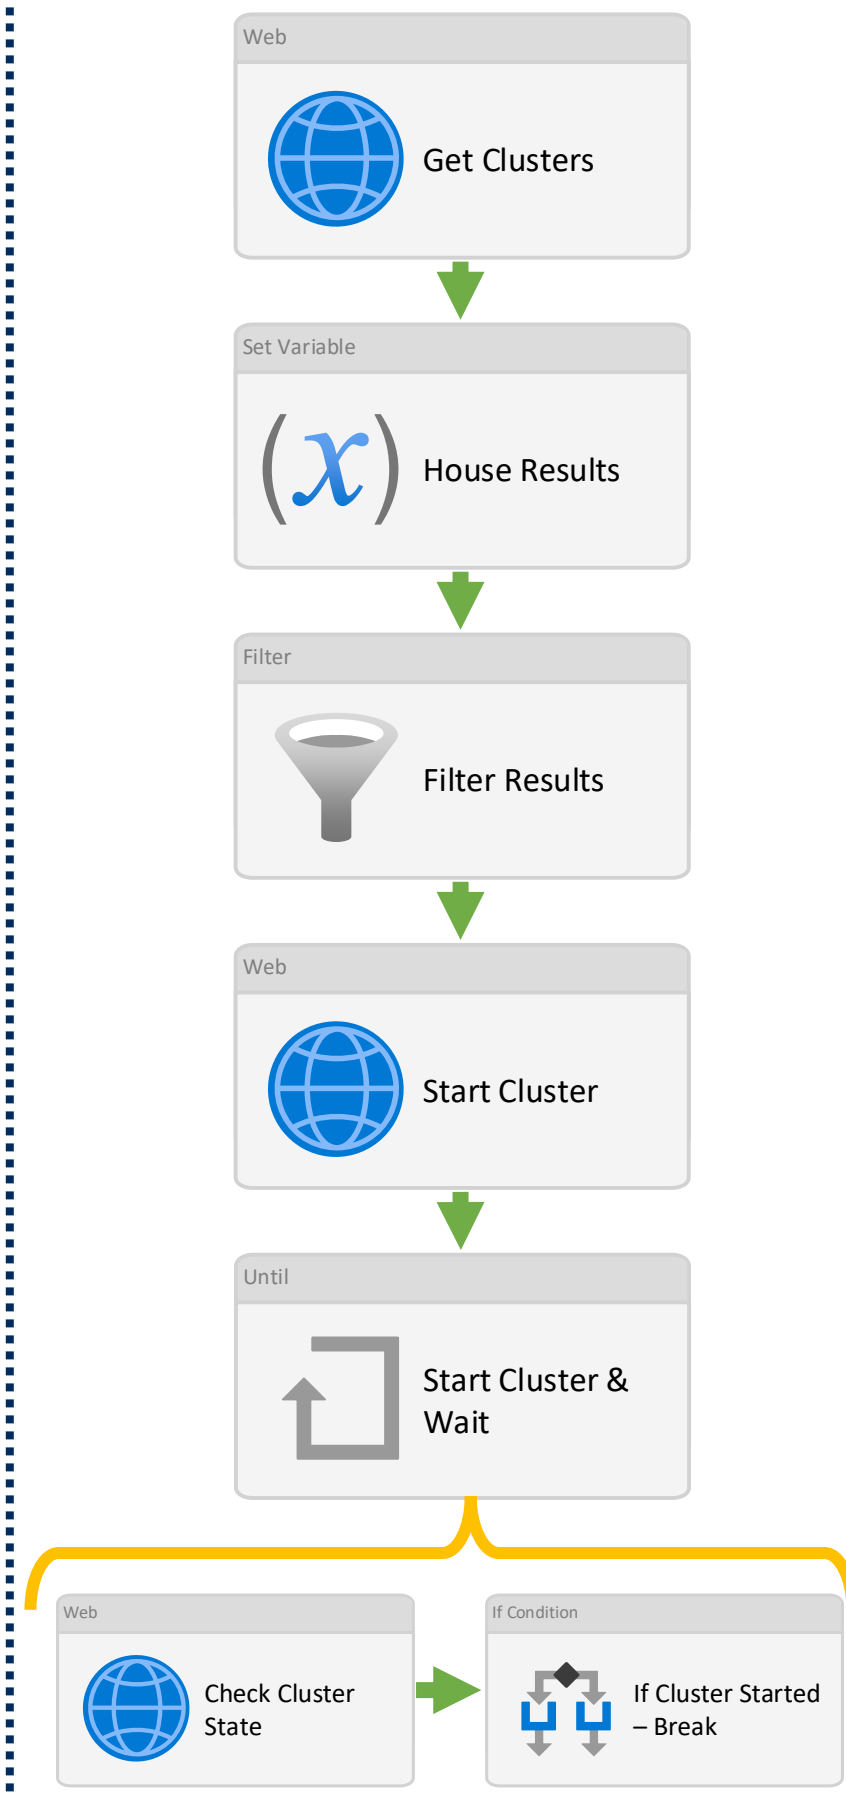 Web
Get Clusters
Set Variable
(x)
House Results
Filter
Filter Results
Web
Start Cluster
Until
Start Cluster &
Wait
Web
Check Cluster
State
If Condition
If Cluster Started
– Break